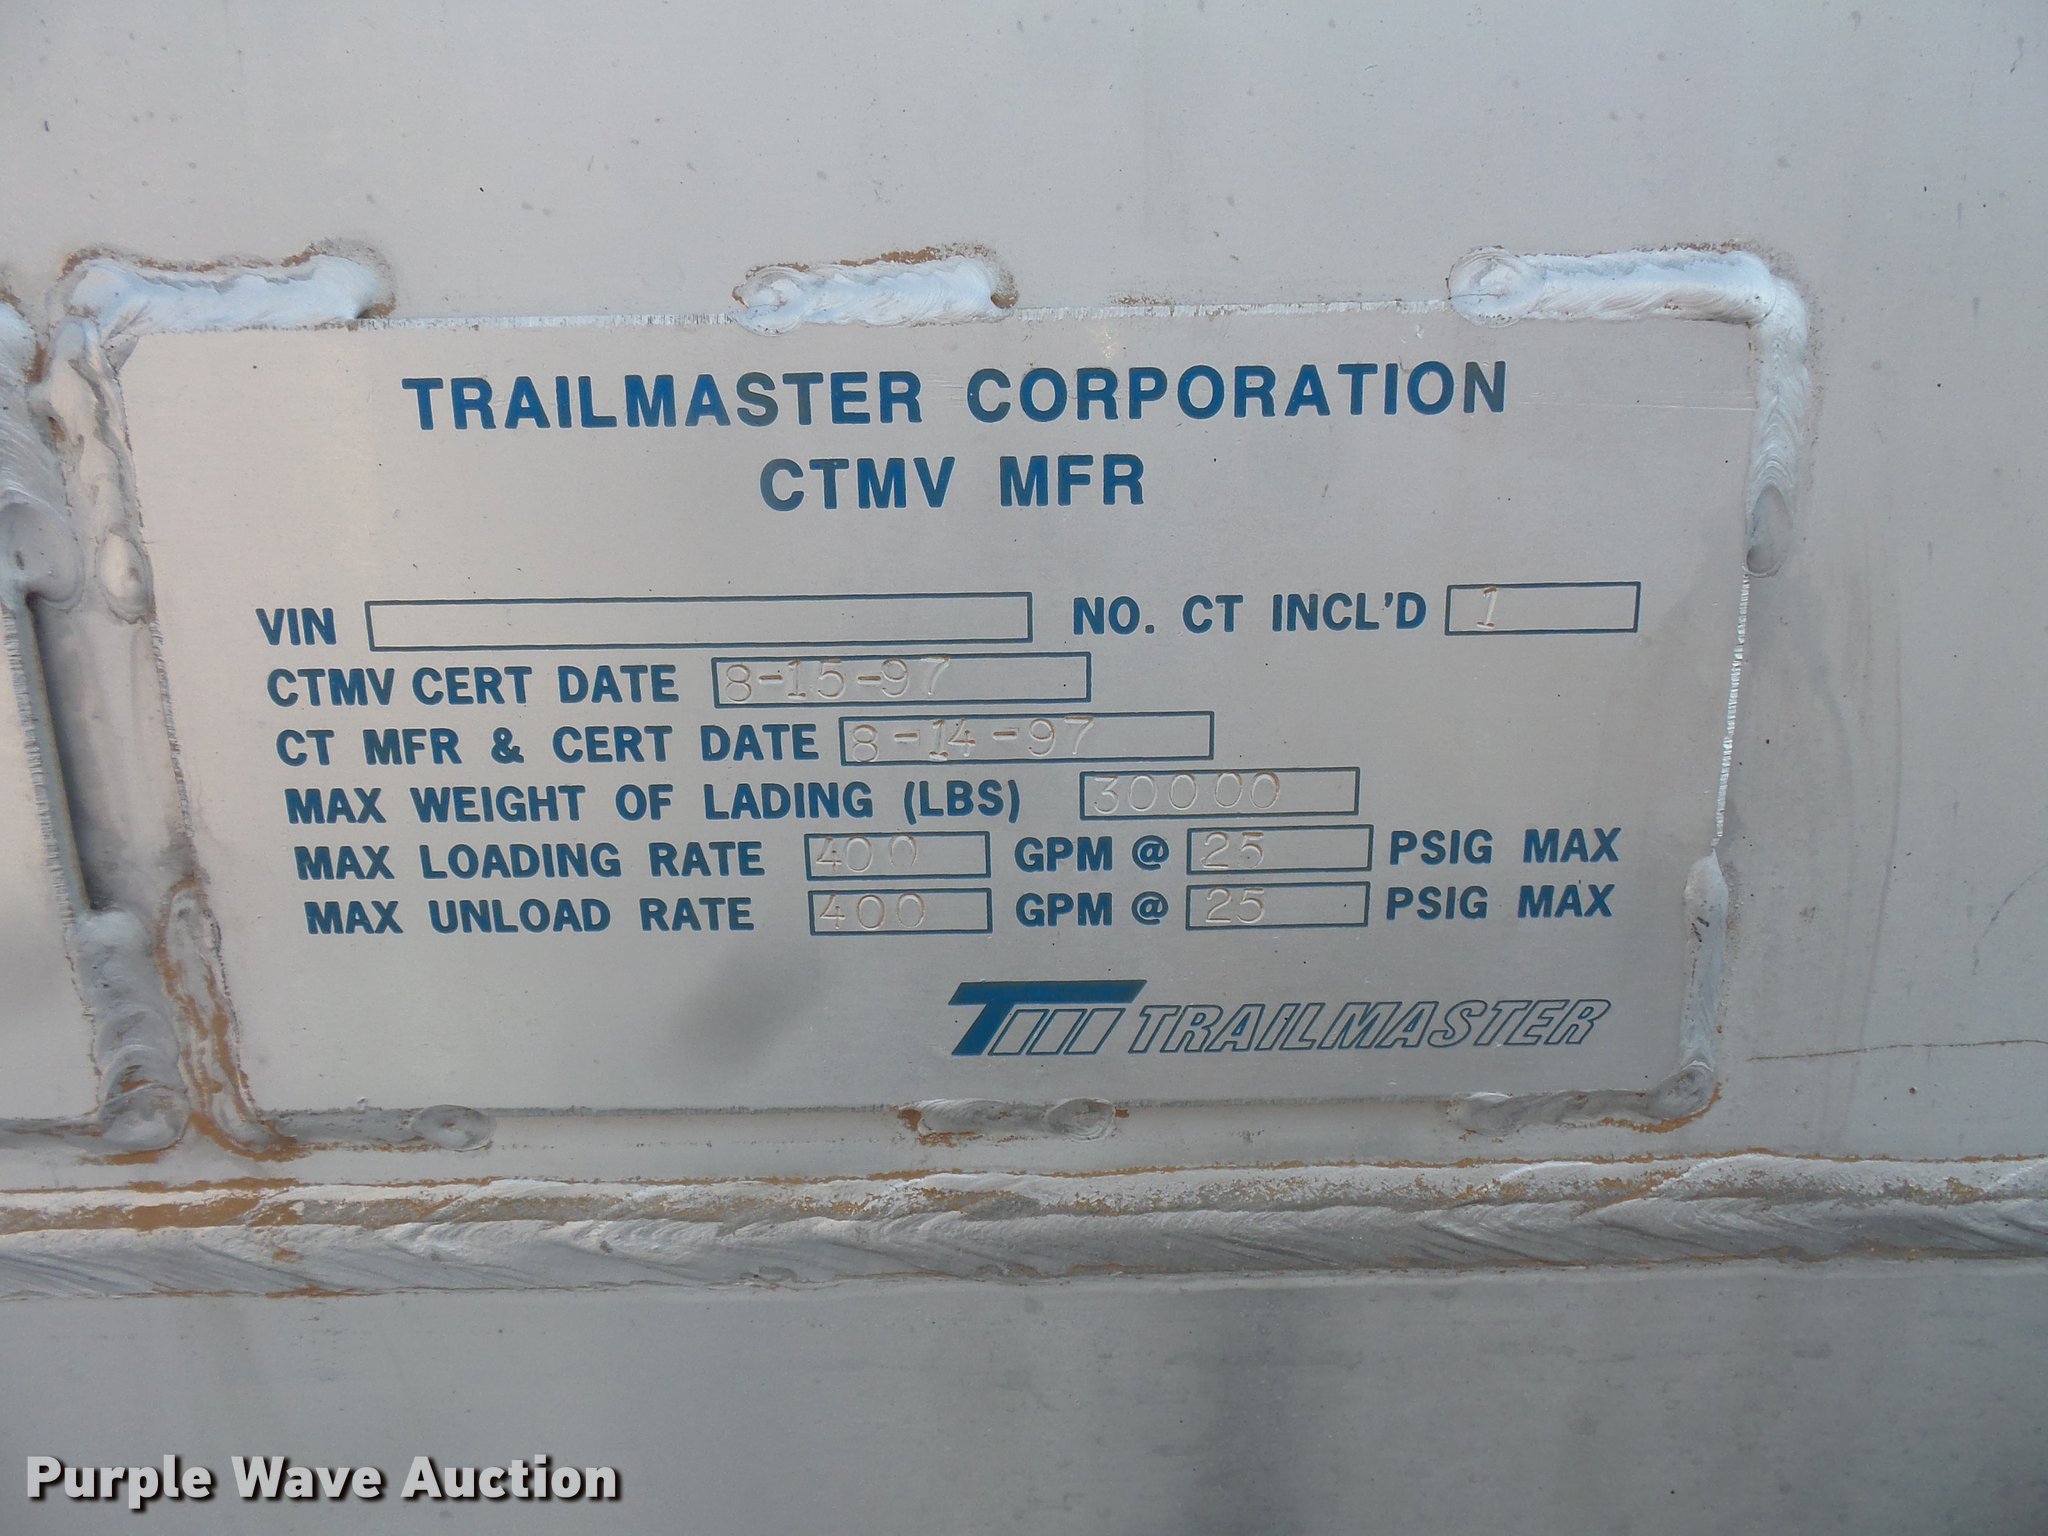 TRAILMASTER CORPORATION
CTMV MFR
VIN NO. CT INCL'D 1
CTMV CERT DATE 8-15-97
CT MFR & CERT DATE 8-14-97
MAX WEIGHT OF LADING (LBS) 30000
MAX LOADING RATE 400 GPM @ 25 PSIG MAX
MAX UNLOAD RATE 400 GPM @ 25 PSIG MAX
TM TRAILMASTER
Purple Wave Auction